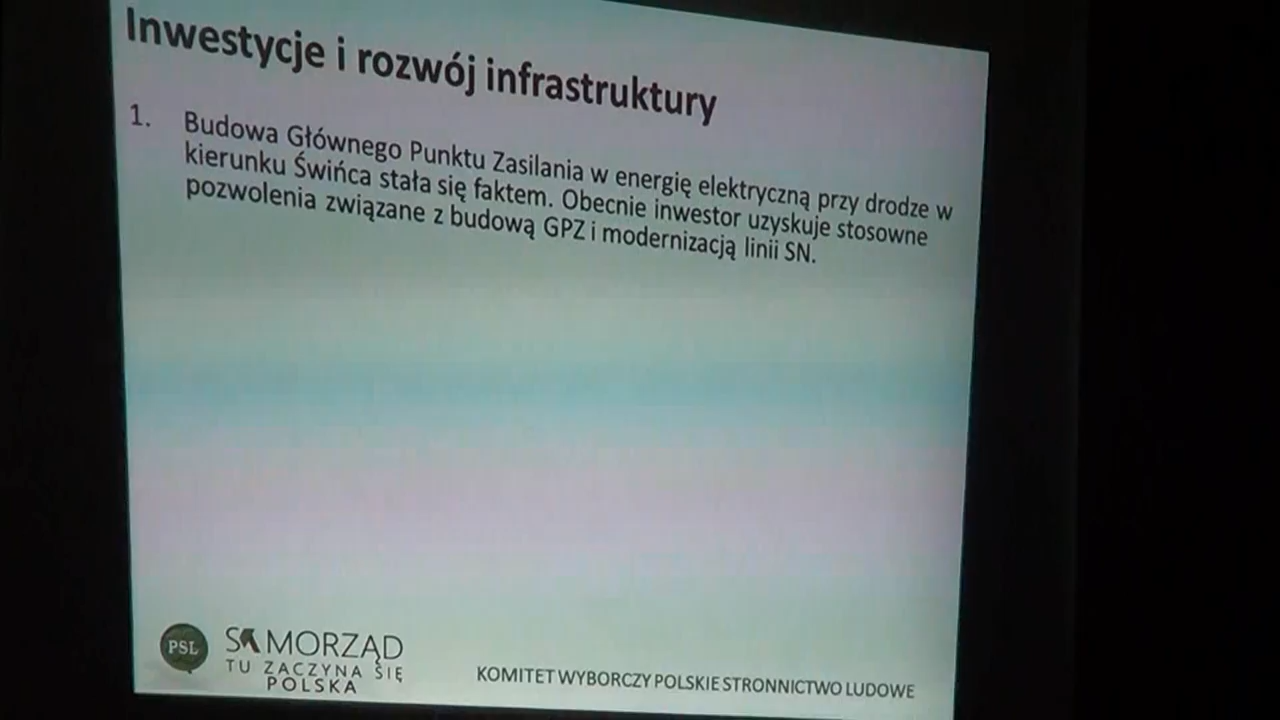 Inwestycje i rozwój infrastruktury
1. Budowa Głównego Punktu Zasilania w energię elektryczną przy drodze w
kierunku Świńca stała się faktem. Obecnie inwestor uzyskuje stosowne
pozwolenia związane z budową GPZ i modernizacją linii SN.
PSL
SAMORZĄD
TU ZACZYNA SIĘ
POLSKA
KOMITET WYBORCZY POLSKIE STRONNICTWO LUDOWE